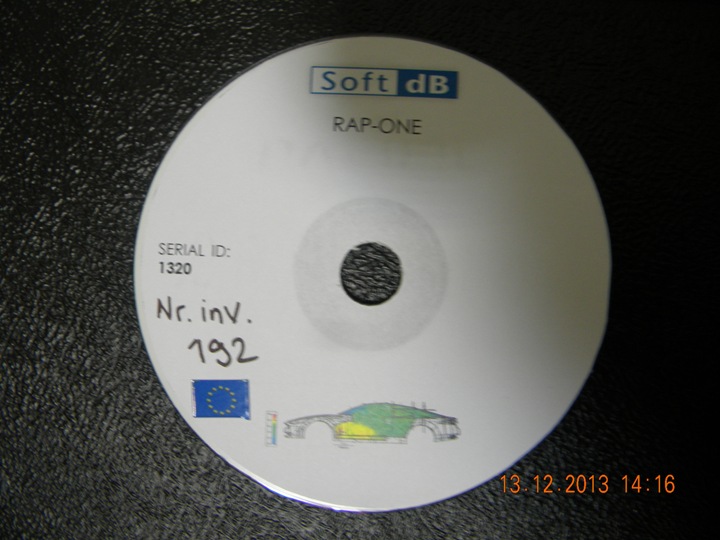 Soft dB
RAP-ONE
SERIAL ID:
1320
Nr. inv.
192
13.12.2013 14:16